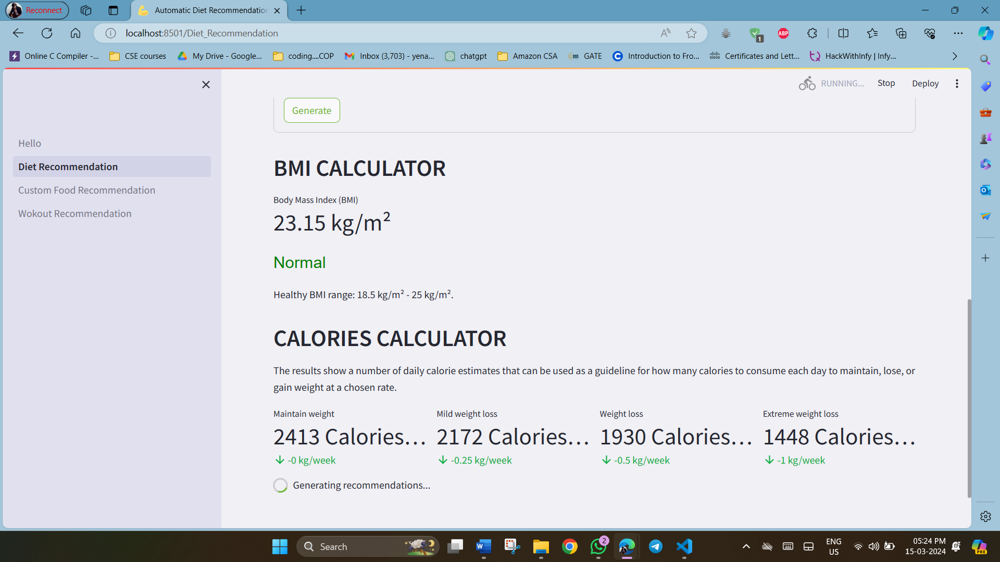 Reconnect
Automatic Diet Recommendation
localhost:8501/Diet_Recommendation
A
1
ABP
Online C Compiler -...
CSE courses
My Drive - Google...
coding....COP
Inbox (3,703) - yena...
chatgpt
Amazon CSA
GATE
Introduction to Fro...
Certificates and Lett...
HackWithInfy | Infy...
RUNNING...
Stop
Deploy
Generate
Hello
Diet Recommendation
Custom Food Recommendation
Wokout Recommendation
BMI CALCULATOR
Body Mass Index (BMI)
23.15 kg/m²
Normal
Healthy BMI range: 18.5 kg/m² - 25 kg/m².
CALORIES CALCULATOR
The results show a number of daily calorie estimates that can be used as a guideline for how many calories to consume each day to maintain, lose, or
gain weight at a chosen rate.
Maintain weight
2413 Calories...
-0 kg/week
Mild weight loss
2172 Calories...
-0.25 kg/week
Weight loss
1930 Calories...
-0.5 kg/week
Extreme weight loss
1448 Calories...
-1 kg/week
Generating recommendations...
Search
2
ENG
US
05:24 PM
15-03-2024
PRE